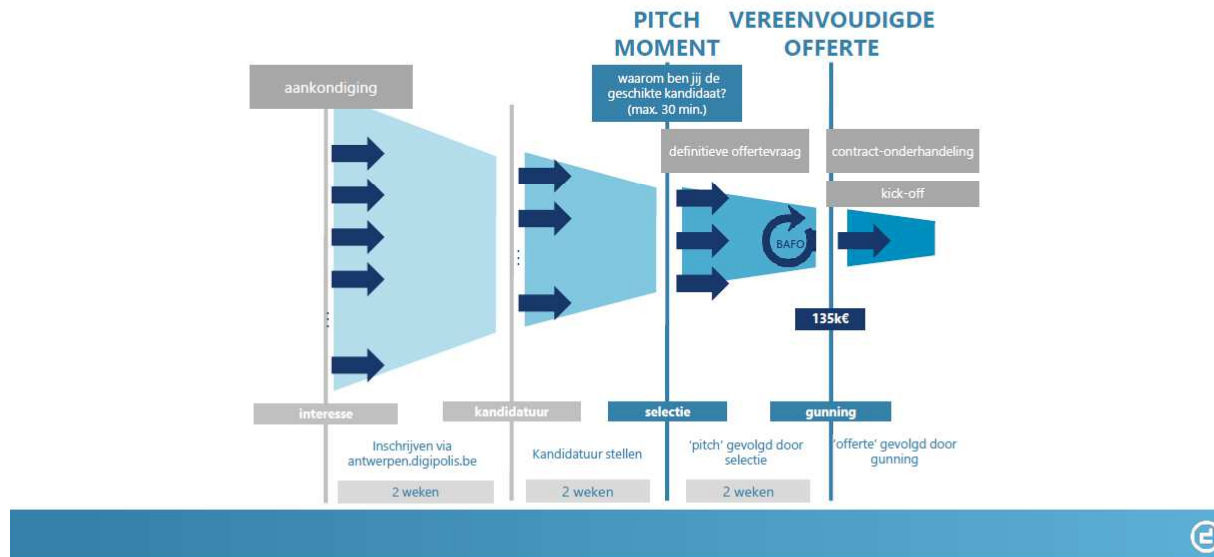 PITCH
MOMENT
VEREENVOUDIGDE
OFFERTE
aankondiging
waarom ben jij de
geschikte kandidaat?
(max. 30 min.)
definitieve offertevraag
contract-onderhandeling
kick-off
BAFO
...
...
135k€
interesse
kandidatuur
selectie
gunning
Inschrijven via
antwerpen.digipolis.be
Kandidatuur stellen
'pitch' gevolgd door
selectie
'offerte' gevolgd door
gunning
2 weken
2 weken
2 weken